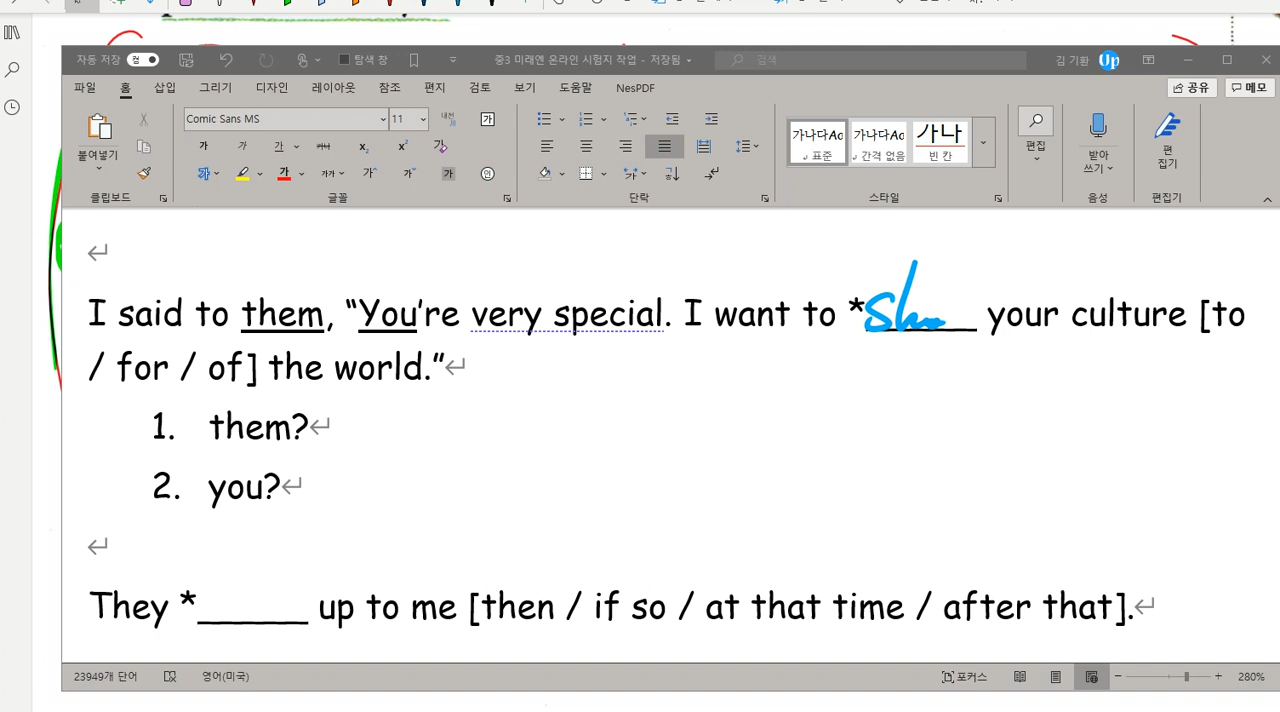 자동 저장 켬 탐색 창 중3 미래엔 온라인 시험지 작업 - 저장됨 검색 김 기환 Up
파일 홈 삽입 그리기 디자인 레이아웃 참조 편지 검토 보기 도움말 NesPDF 공유 메모
Comic Sans MS 11
가나다Ac 가나다Ac 가나
붙여넣기 표준 간격 없음 빈 칸 편집 받아쓰기 편집기
클립보드 글꼴 단락 스타일 음성 편집기
I said to them, “You’re very special. I want to *Sh______ your culture [to
/ for / of] the world.”
1. them?
2. you?
They *______ up to me [then / if so / at that time / after that].
23949개 단어 영어(미국) 포커스 280%